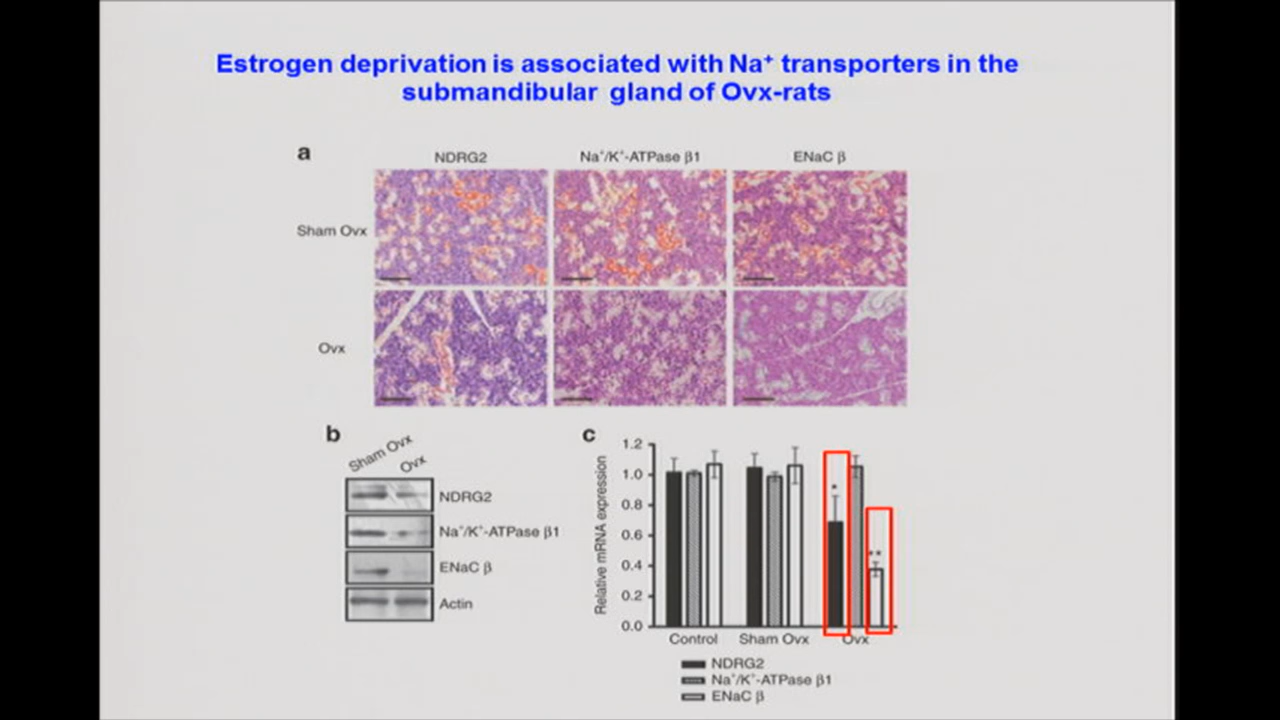 Estrogen deprivation is associated with Na⁺ transporters in the
submandibular gland of Ovx-rats
a
NDRG2 Na⁺/K⁺-ATPase β1 ENaC β
Sham Ovx
Ovx
b
Sham Ovx Ovx
NDRG2
Na⁺/K⁺-ATPase β1
ENaC β
Actin
c
Relative mRNA expression
1.2
1.0
0.8
0.6
0.4
0.2
0.0
*
**
Control Sham Ovx Ovx
NDRG2
Na⁺/K⁺-ATPase β1
ENaC β